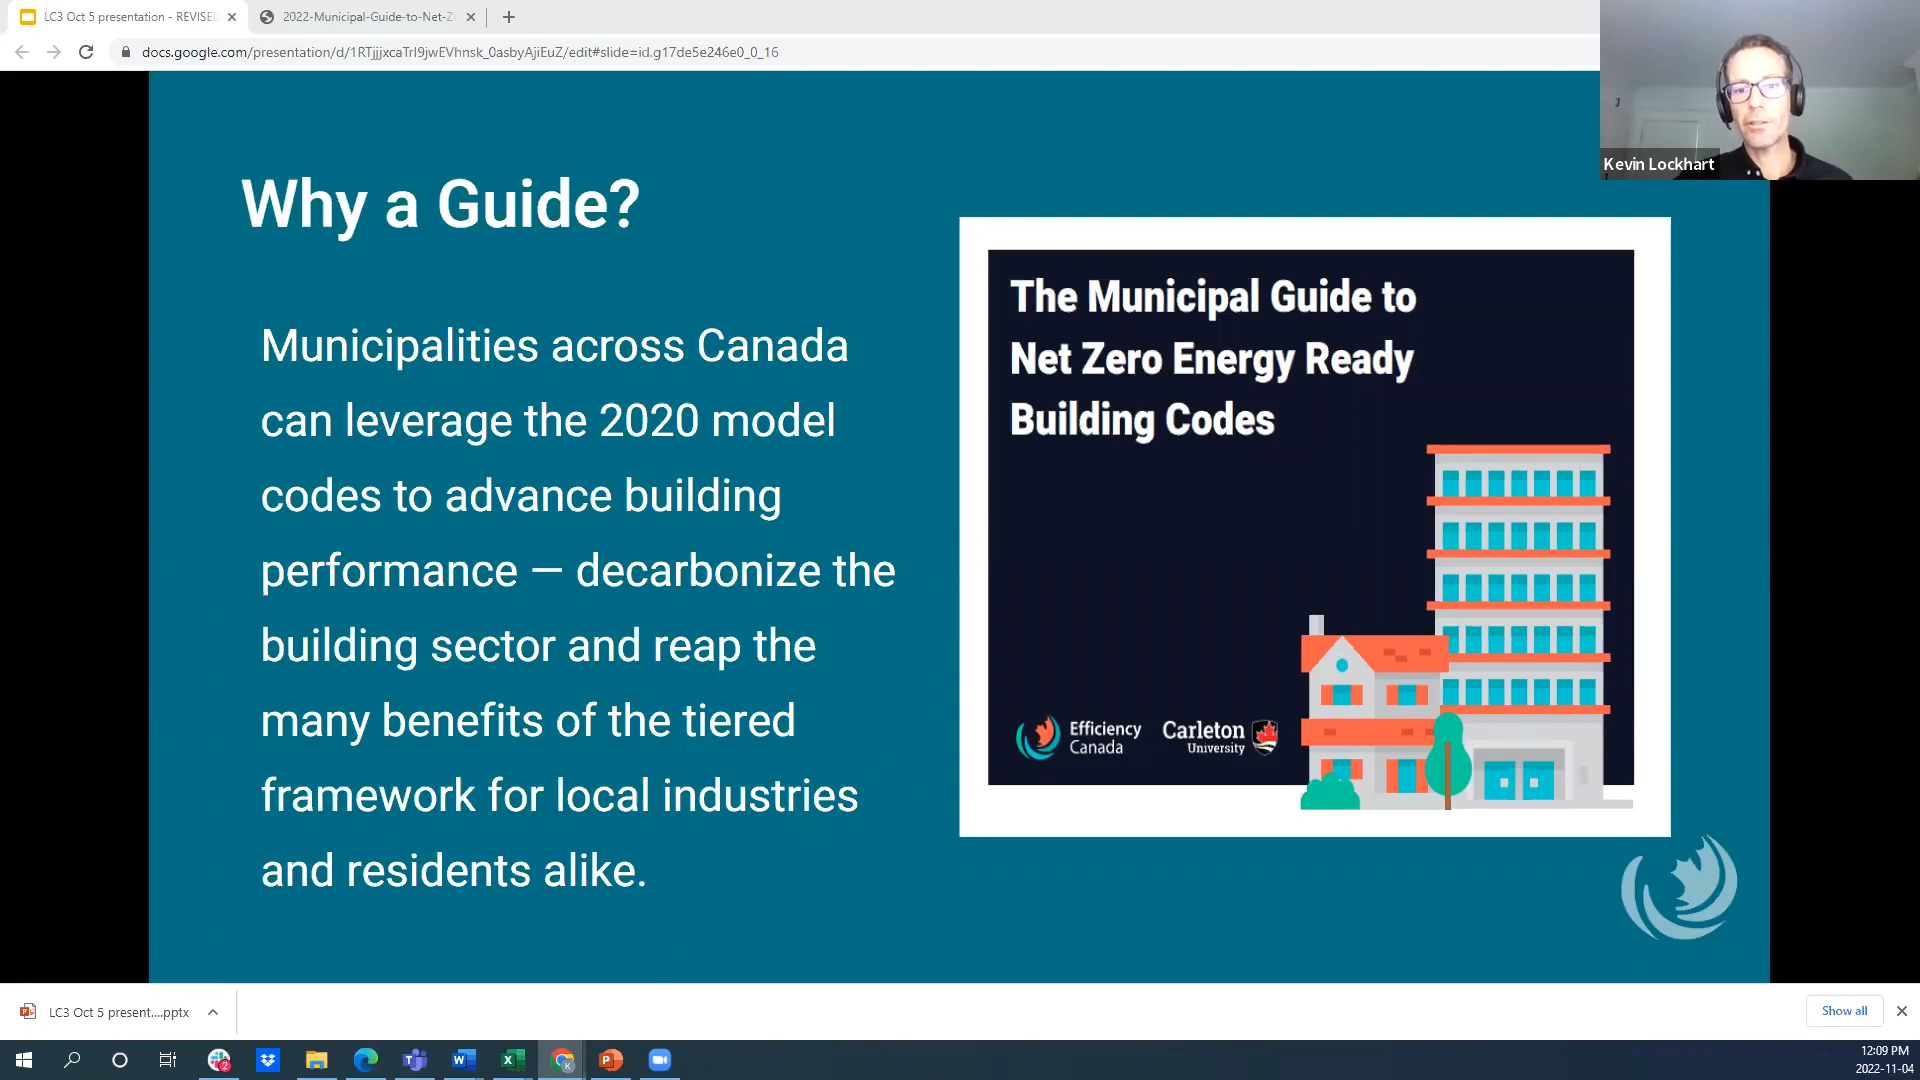 LC3 Oct 5 presentation - REVISED
2022-Municipal-Guide-to-Net-Z
docs.google.com/presentation/d/1RTjjjxcaTrl9jwEVhnsk_0asbyAjiEuZ/edit#slide=id.g17de5e246e0_0_16
Kevin Lockhart
Why a Guide?
Municipalities across Canada
can leverage the 2020 model
codes to advance building
performance — decarbonize the
building sector and reap the
many benefits of the tiered
framework for local industries
and residents alike.
The Municipal Guide to
Net Zero Energy Ready
Building Codes
Efficiency
Canada
Carleton
University
LC3 Oct 5 present....pptx
Show all
2
K
12:09 PM
2022-11-04